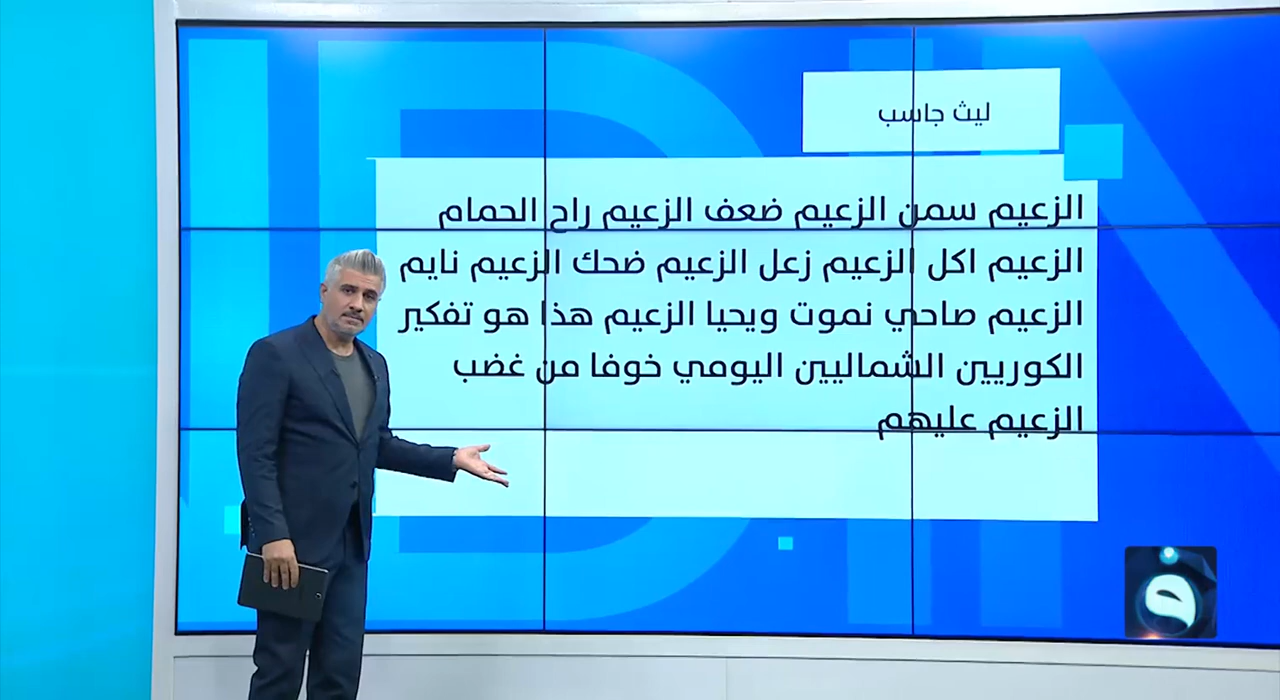 ليث جاسب
الزعيم سمن الزعيم ضعف الزعيم راح الحمام
الزعيم اكل الزعيم زعل الزعيم ضحك الزعيم نايم
الزعيم صاحي نموت ويحيا الزعيم هذا هو تفكير
الكوريين الشماليين اليومي خوفا من غضب
الزعيم عليهم